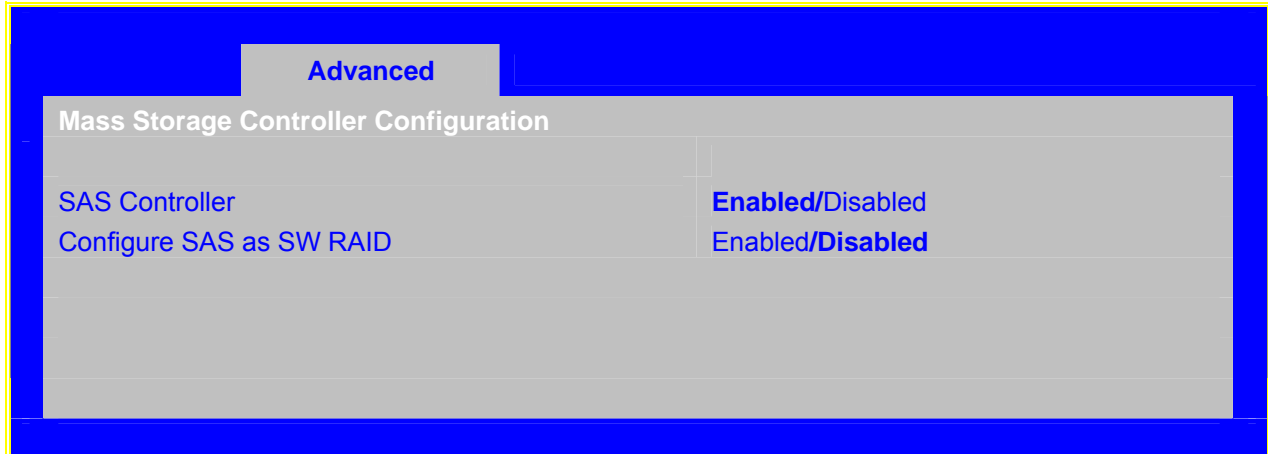 Advanced
Mass Storage Controller Configuration
SAS Controller Enabled/Disabled
Configure SAS as SW RAID Enabled/Disabled